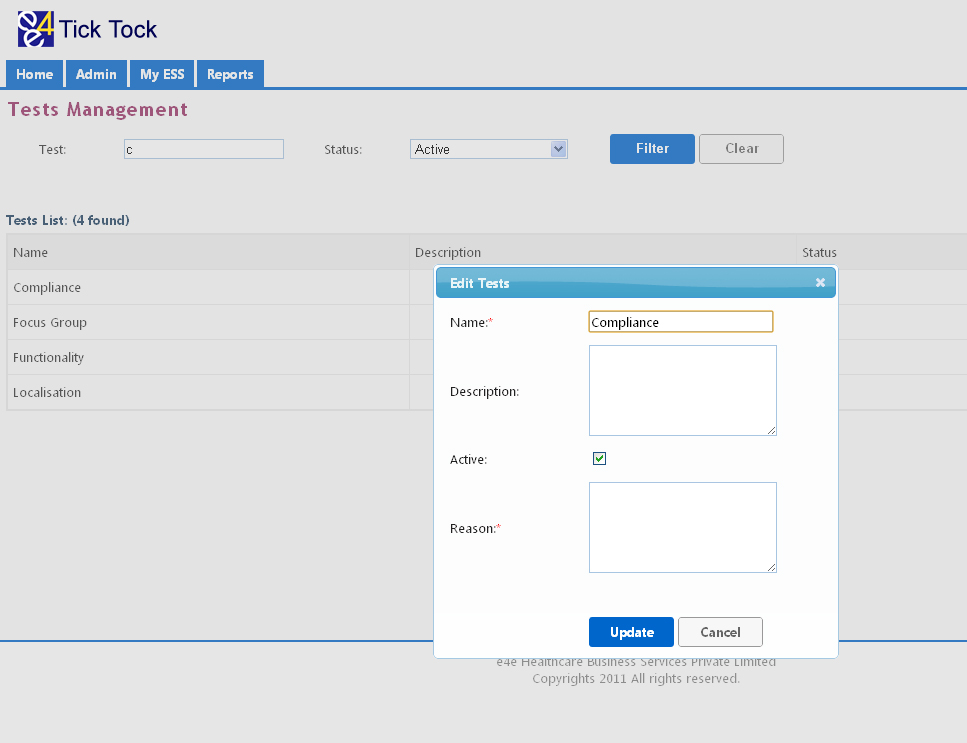 e4e Tick Tock
Home Admin My ESS Reports
Tests Management
Test: c Status: Active Filter Clear
Tests List: (4 found)
Name Description Status
Compliance
Focus Group
Functionality
Localisation
Edit Tests
Name:* Compliance
Description:
Active:
Reason:*
Update Cancel
e4e Healthcare Business Services Private Limited
Copyrights 2011 All rights reserved.